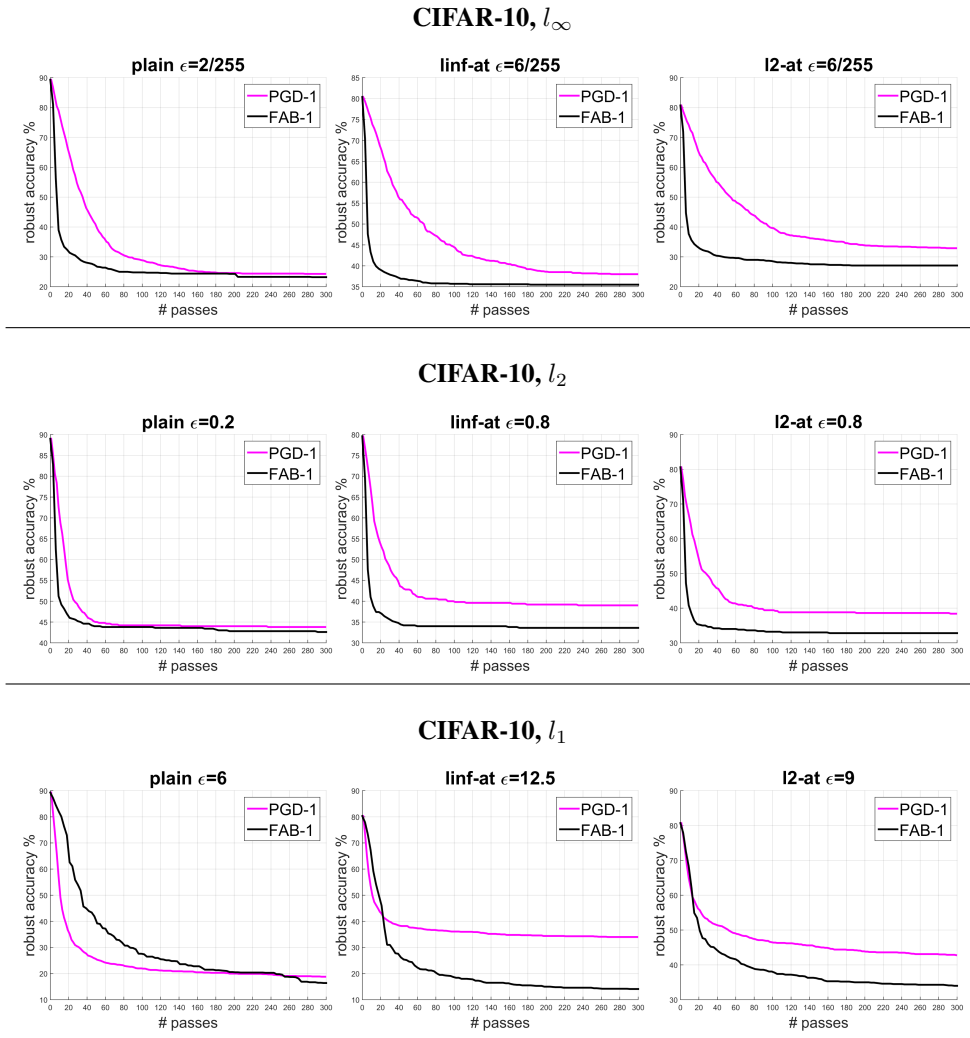 CIFAR-10, l∞
plain ϵ=2/255
linf-at ϵ=6/255
l2-at ϵ=6/255
robust accuracy %
90
80
70
60
50
40
30
20
0 20 40 60 80 100 120 140 160 180 200 220 240 260 280 300
# passes
PGD-1
FAB-1
robust accuracy %
85
80
75
70
65
60
55
50
45
40
35
0 20 40 60 80 100 120 140 160 180 200 220 240 260 280 300
# passes
PGD-1
FAB-1
robust accuracy %
90
80
70
60
50
40
30
20
0 20 40 60 80 100 120 140 160 180 200 220 240 260 280 300
# passes
PGD-1
FAB-1
CIFAR-10, l2
plain ϵ=0.2
linf-at ϵ=0.8
l2-at ϵ=0.8
robust accuracy %
90
85
80
75
70
65
60
55
50
45
40
0 20 40 60 80 100 120 140 160 180 200 220 240 260 280 300
# passes
PGD-1
FAB-1
robust accuracy %
80
70
60
50
40
30
0 20 40 60 80 100 120 140 160 180 200 220 240 260 280 300
# passes
PGD-1
FAB-1
robust accuracy %
90
80
70
60
50
40
30
0 20 40 60 80 100 120 140 160 180 200 220 240 260 280 300
# passes
PGD-1
FAB-1
CIFAR-10, l1
plain ϵ=6
linf-at ϵ=12.5
l2-at ϵ=9
robust accuracy %
90
80
70
60
50
40
30
20
10
0 20 40 60 80 100 120 140 160 180 200 220 240 260 280 300
# passes
PGD-1
FAB-1
robust accuracy %
90
80
70
60
50
40
30
20
10
0 20 40 60 80 100 120 140 160 180 200 220 240 260 280 300
# passes
PGD-1
FAB-1
robust accuracy %
90
80
70
60
50
40
30
0 20 40 60 80 100 120 140 160 180 200 220 240 260 280 300
# passes
PGD-1
FAB-1